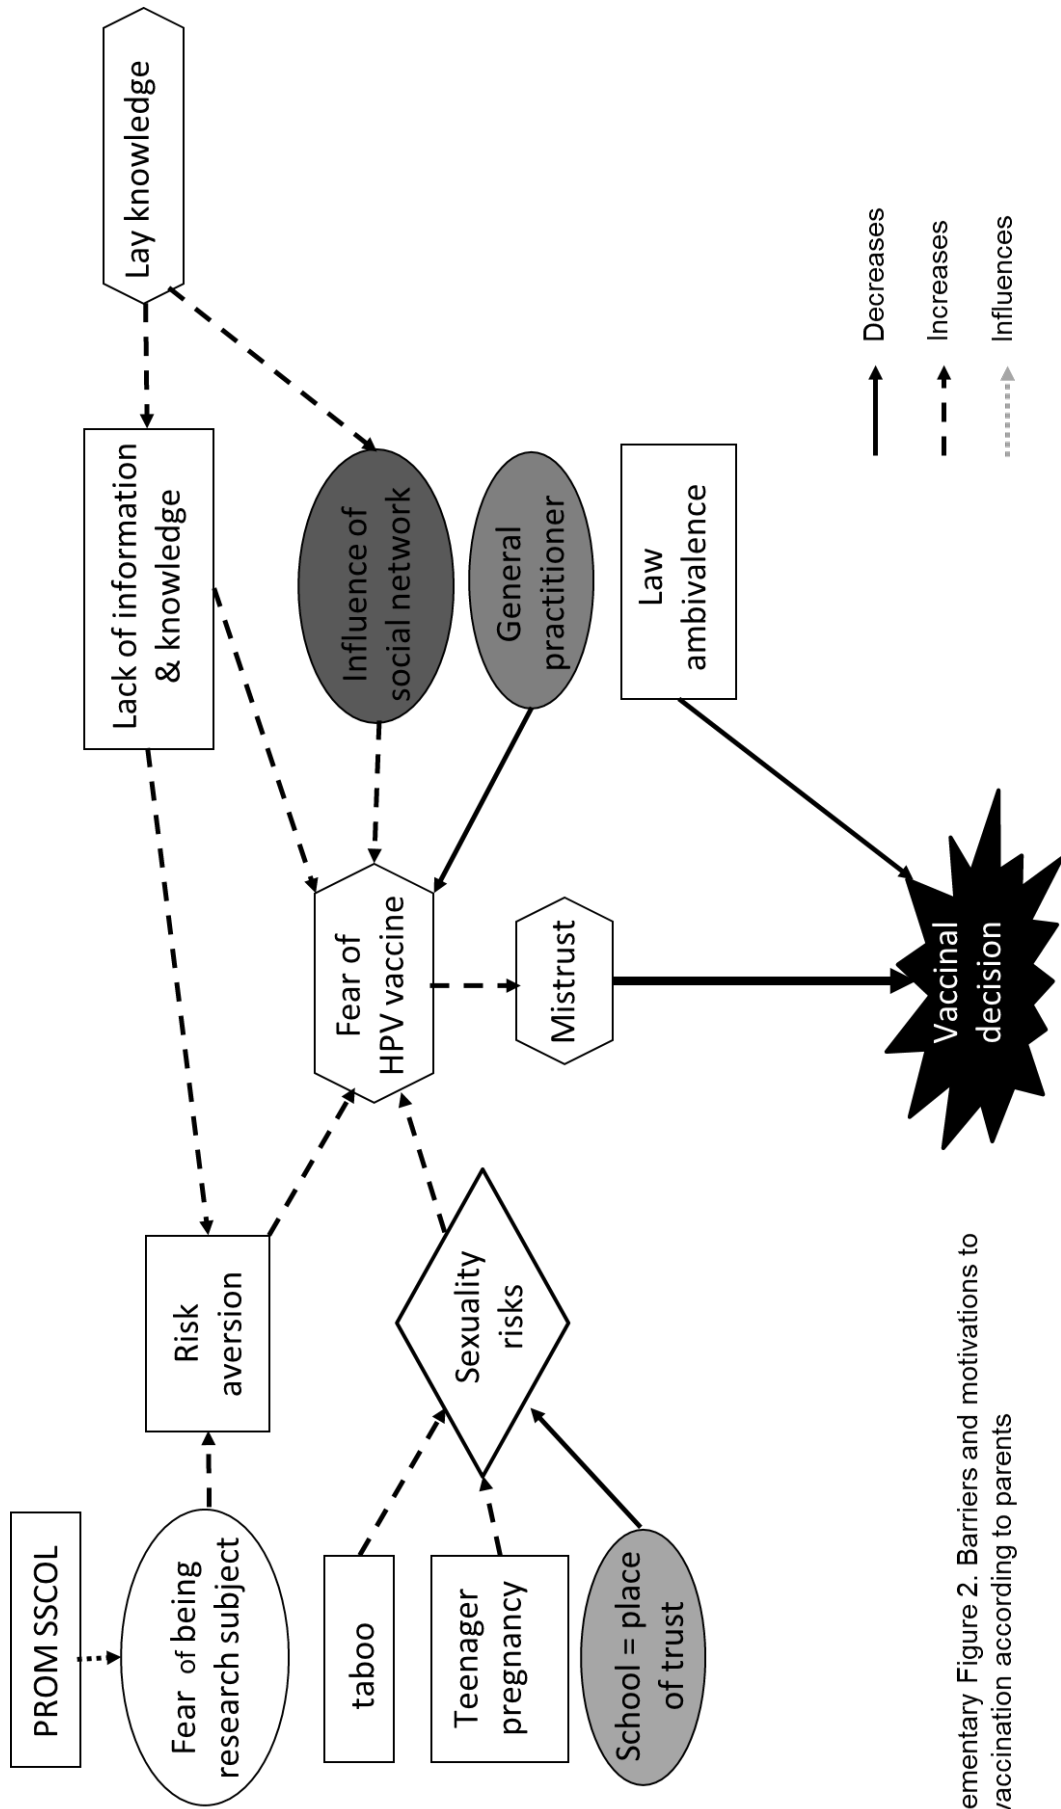 PROM SSCOL
Fear of being
research subject
Risk
aversion
Lack of information
& knowledge
Lay knowledge
taboo
Teenager
pregnancy
School = place
of trust
Sexuality
risks
Fear of
HPV vaccine
Influence of
social network
General
practitioner
Mistrust
Law
ambivalence
Vaccinal
decision
Decreases
Increases
Influences
ementary Figure 2. Barriers and motivations to
accination according to parents